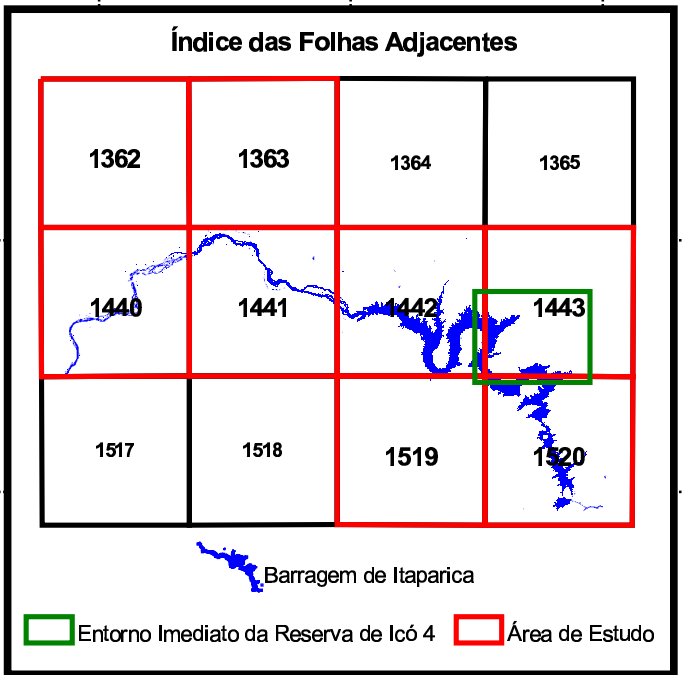 Índice das Folhas Adjacentes
1362 1363 1364 1365
1440 1441 1442 1443
1517 1518 1519 1520
Barragem de Itaparica
Entorno Imediato da Reserva de Icó 4 Área de Estudo